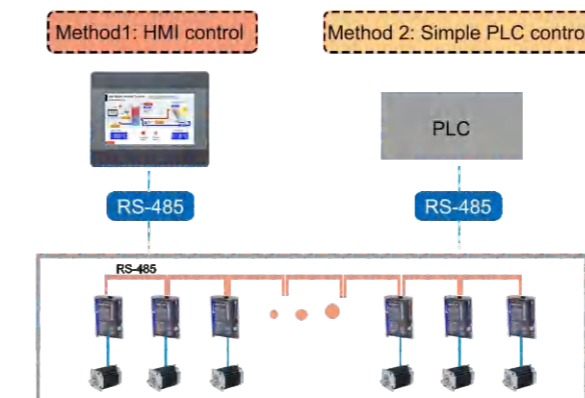 Method1: HMI control
Method 2: Simple PLC contro
PLC
RS-485
RS-485
RS-485